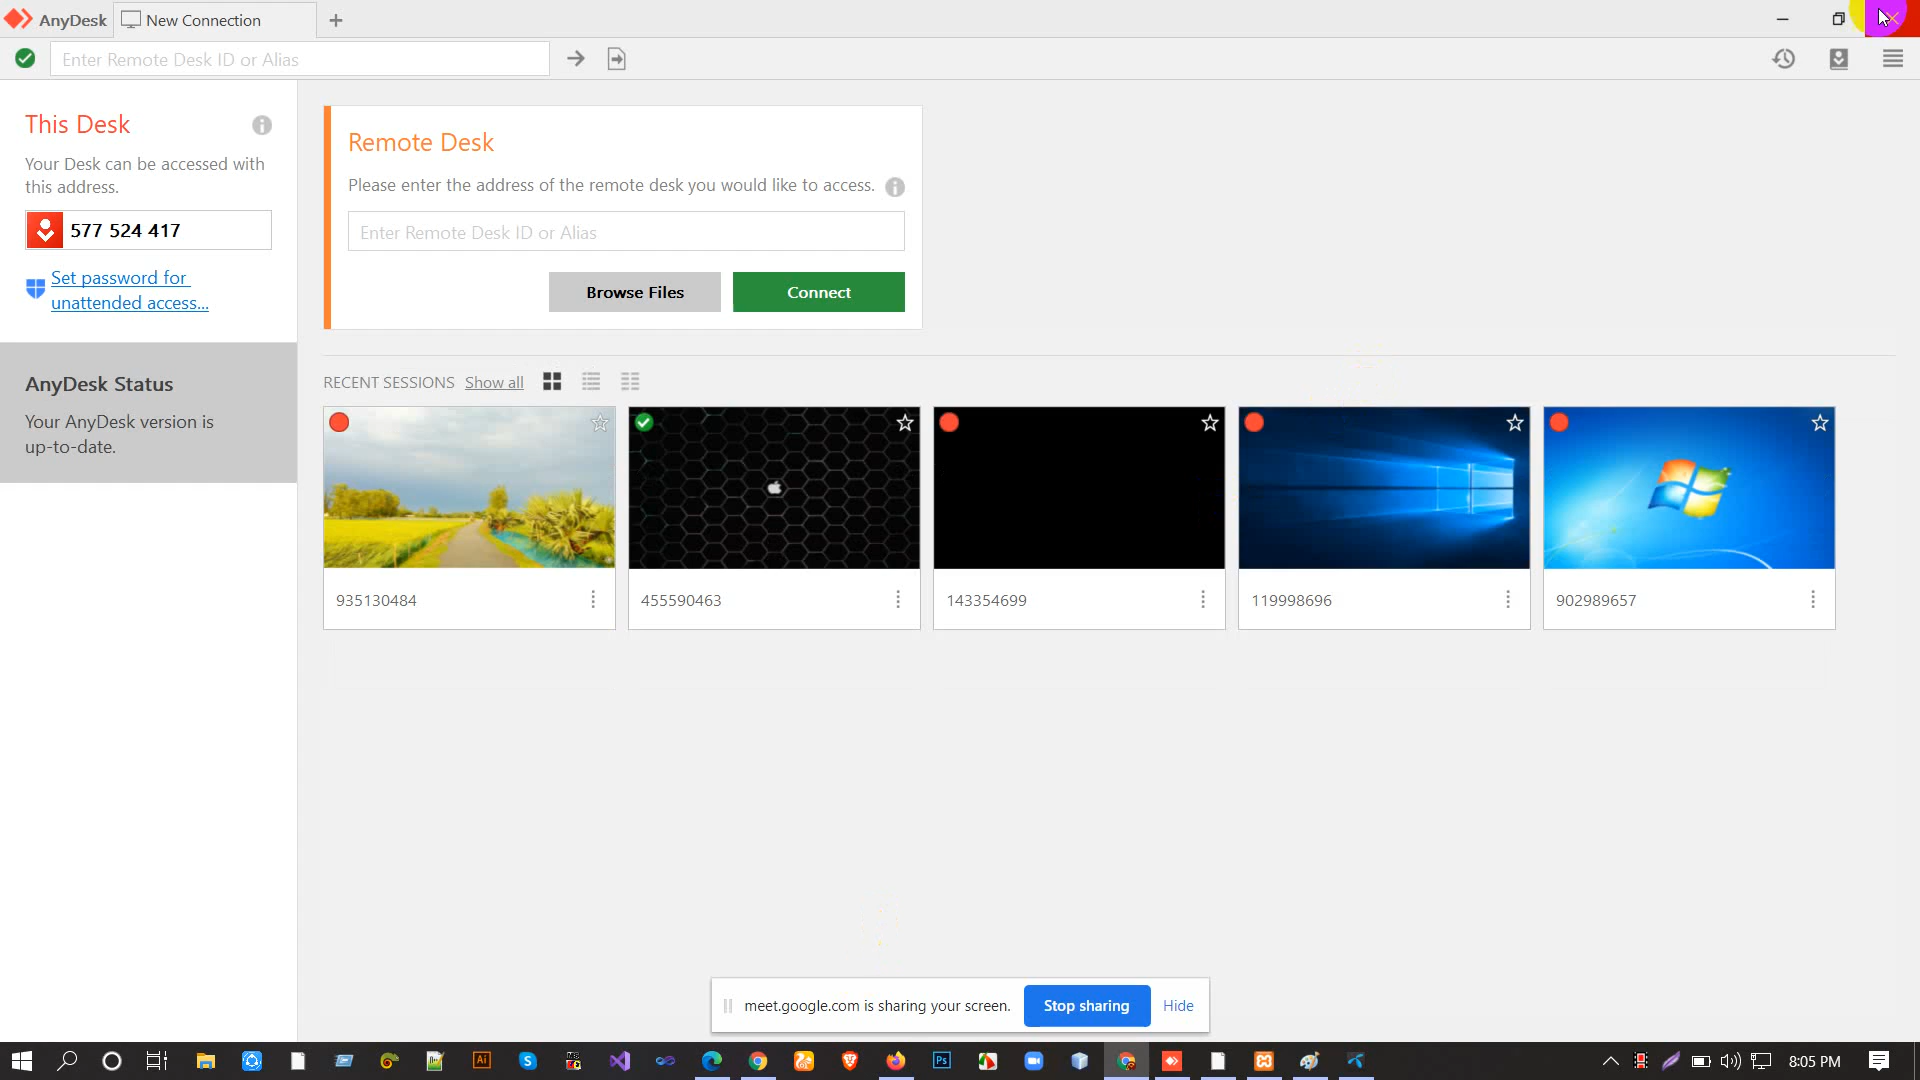 AnyDesk
New Connection
Enter Remote Desk ID or Alias
This Desk
Your Desk can be accessed with
this address.
577 524 417
Set password for
unattended access...
AnyDesk Status
Your AnyDesk version is
up-to-date.
Remote Desk
Please enter the address of the remote desk you would like to access.
Enter Remote Desk ID or Alias
Browse Files
Connect
RECENT SESSIONS Show all
935130484
455590463
143354699
119998696
902989657
meet.google.com is sharing your screen.
Stop sharing
Hide
Ai
Ps
8:05 PM